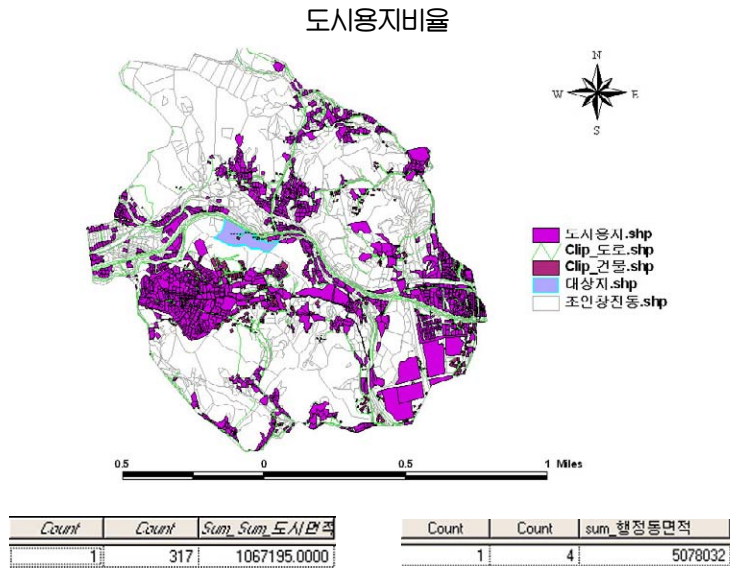 도시용지비율
N
W E
S
도시용지.shp
Clip_도로.shp
Clip_건물.shp
대상지.shp
조인장진동.shp
0.5 0 0.5 1 Miles
Count Count Sum_Sum_도시면적
1 317 1067195.0000
Count Count sum_행정동면적
1 4 5078032